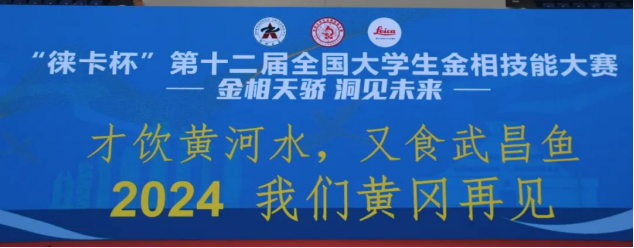 Leica
“徕卡杯”第十二届全国大学生金相技能大赛
— 金相天骄 洞见未来 —
才饮黄河水，又食武昌鱼
2024 我们黄冈再见